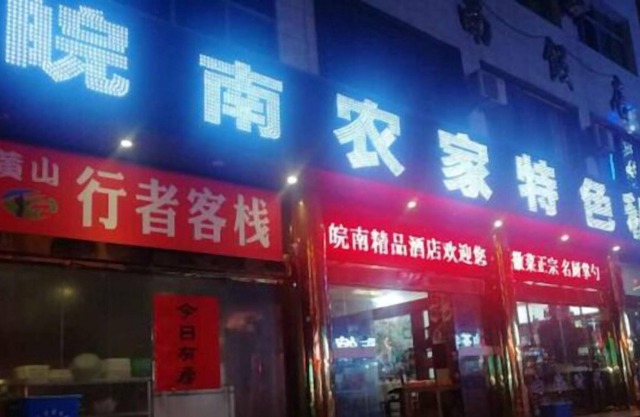 皖南农家特色
黄山
行者客栈
皖南精品酒店欢迎您
徽菜正宗 名厨掌勺
今日有房